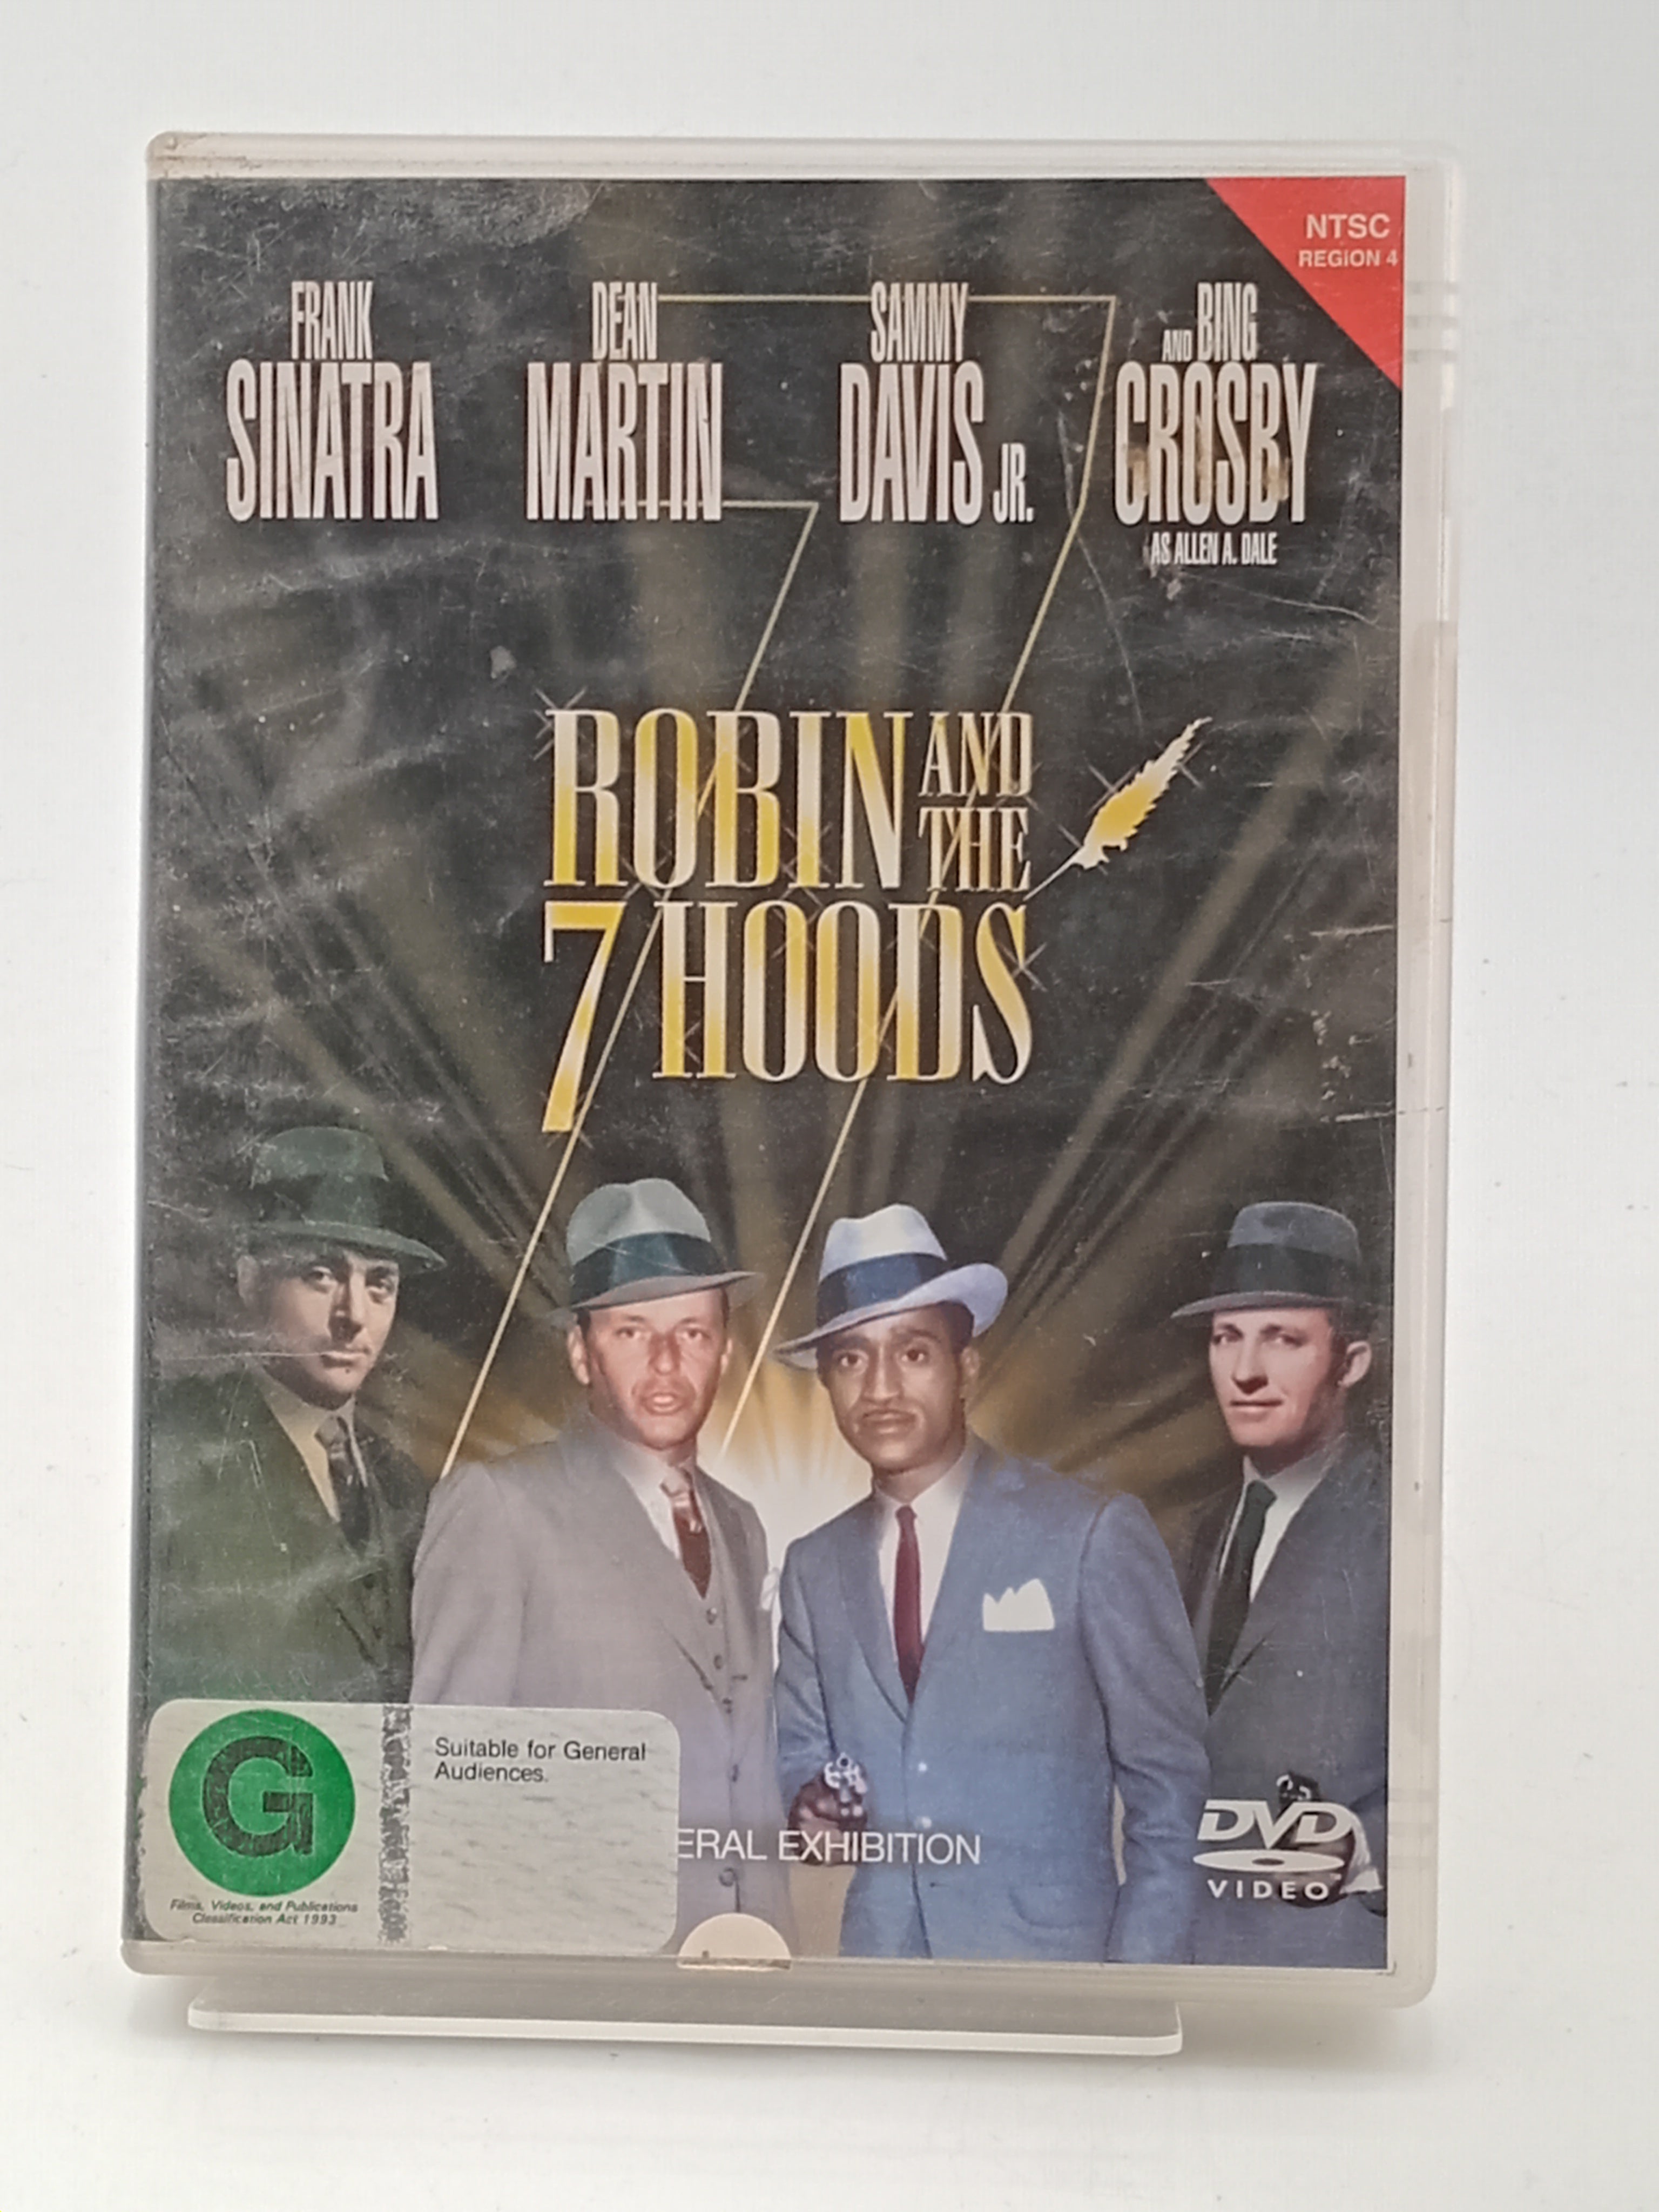 NTSC
REGION 4
FRANK
SINATRA
DEAN
MARTIN
SAMMY
DAVIS JR.
AND BING
CROSBY
AS ALLEN A. DALE
ROBIN AND THE
7 HOODS
G
Films, Videos, and Publications
Classification Act 1993
Suitable for General
Audiences.
ERAL EXHIBITION
DVD
VIDEO